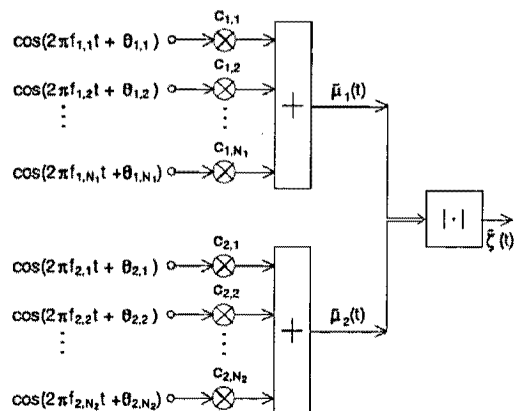 c₁,₁
cos(2πf₁,₁t + θ₁,₁)
c₁,₂
cos(2πf₁,₂t + θ₁,₂)
+
μ̃₁(t)
c₁,N₁
cos(2πf₁,N₁t +θ₁,N₁)
|·|
ζ̃(t)
c₂,₁
cos(2πf₂,₁t + θ₂,₁)
c₂,₂
cos(2πf₂,₂t + θ₂,₂)
+
μ̃₂(t)
c₂,N₂
cos(2πf₂,N₂t +θ₂,N₂)